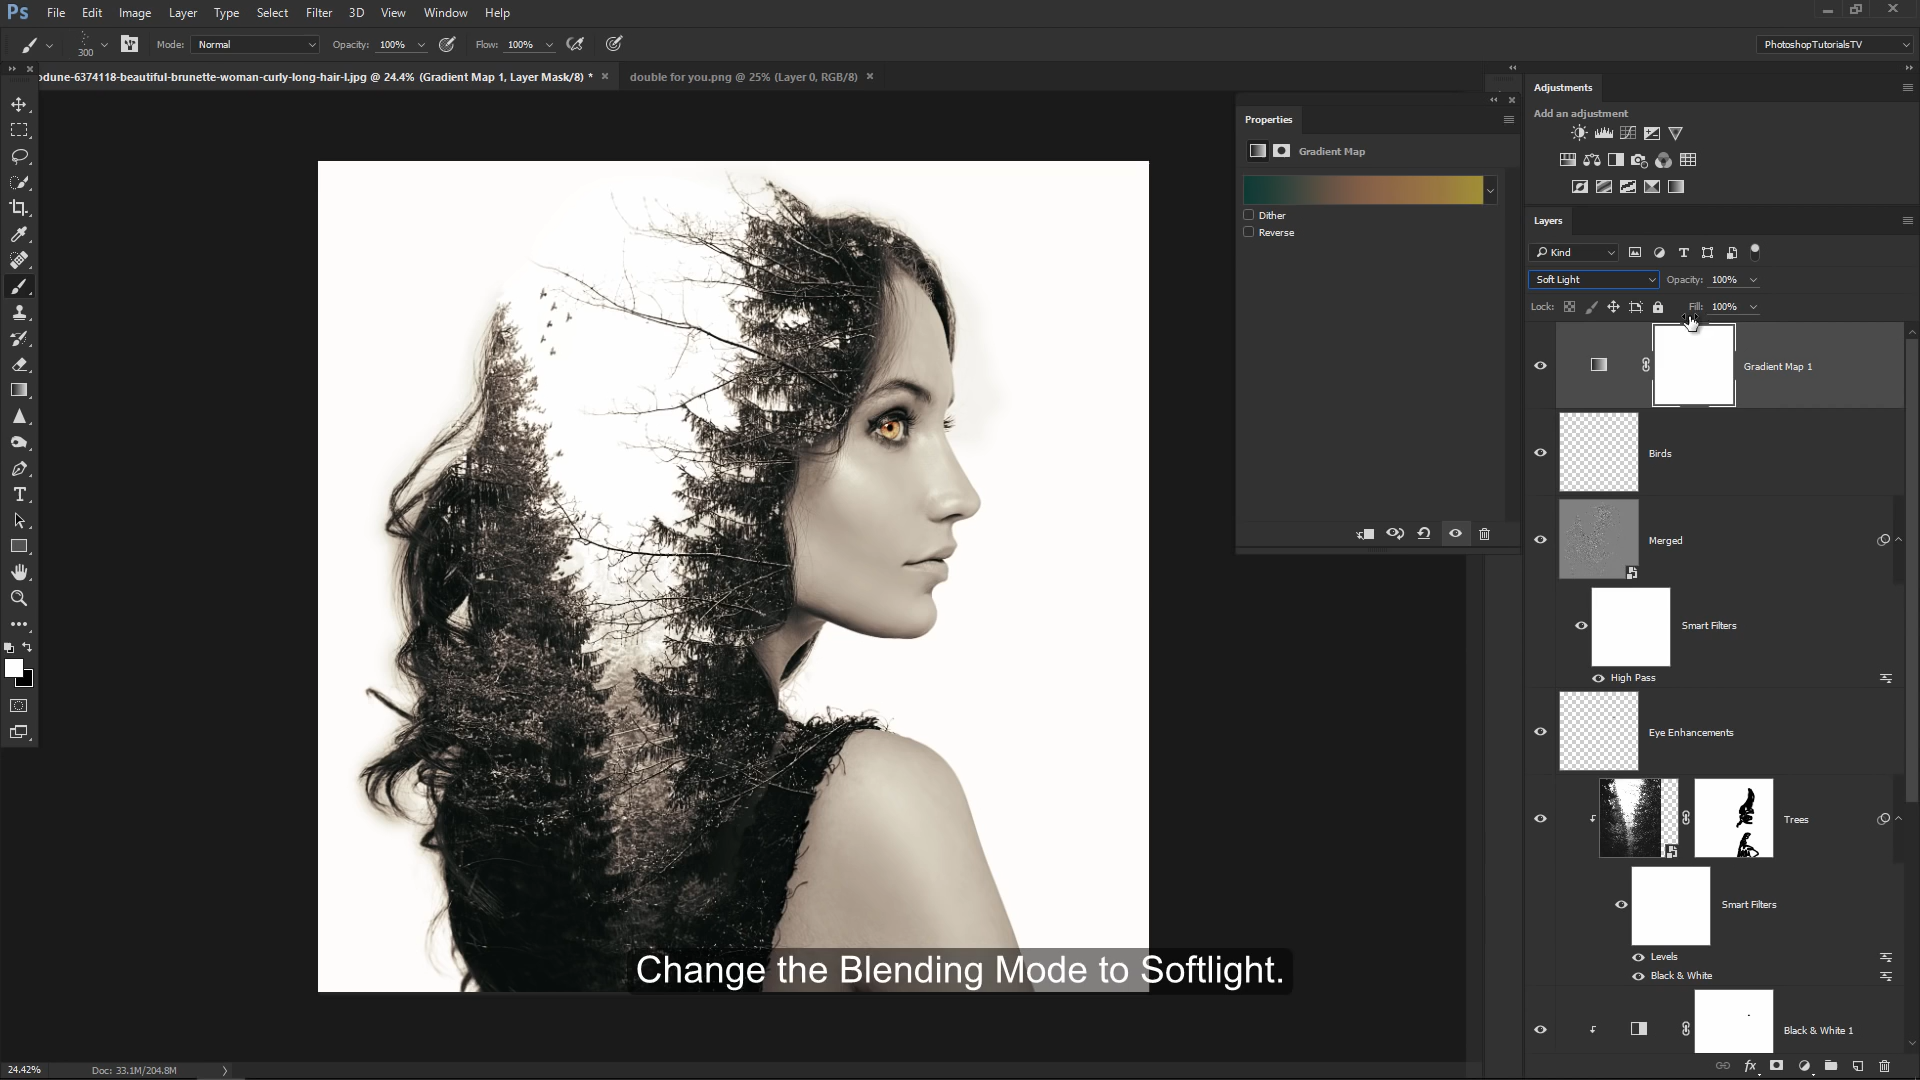 Ps File Edit Image Layer Type Select Filter 3D View Window Help
300 Mode: Normal Opacity: 100% Flow: 100% PhotoshopTutorialsTV
odune-6374118-beautiful-brunette-woman-curly-long-hair-l.jpg @ 24.4% (Gradient Map 1, Layer Mask/8) * double for you.png @ 25% (Layer 0, RGB/8)
Properties
Gradient Map
Dither
Reverse
Adjustments
Add an adjustment
Layers
Kind
Soft Light Opacity: 100%
Lock: Fill: 100%
Gradient Map 1
Birds
Merged
Smart Filters
High Pass
Eye Enhancements
Trees
Smart Filters
Levels
Black & White
Black & White 1
fx
Change the Blending Mode to Softlight.
24.42% Doc: 33.1M/204.8M